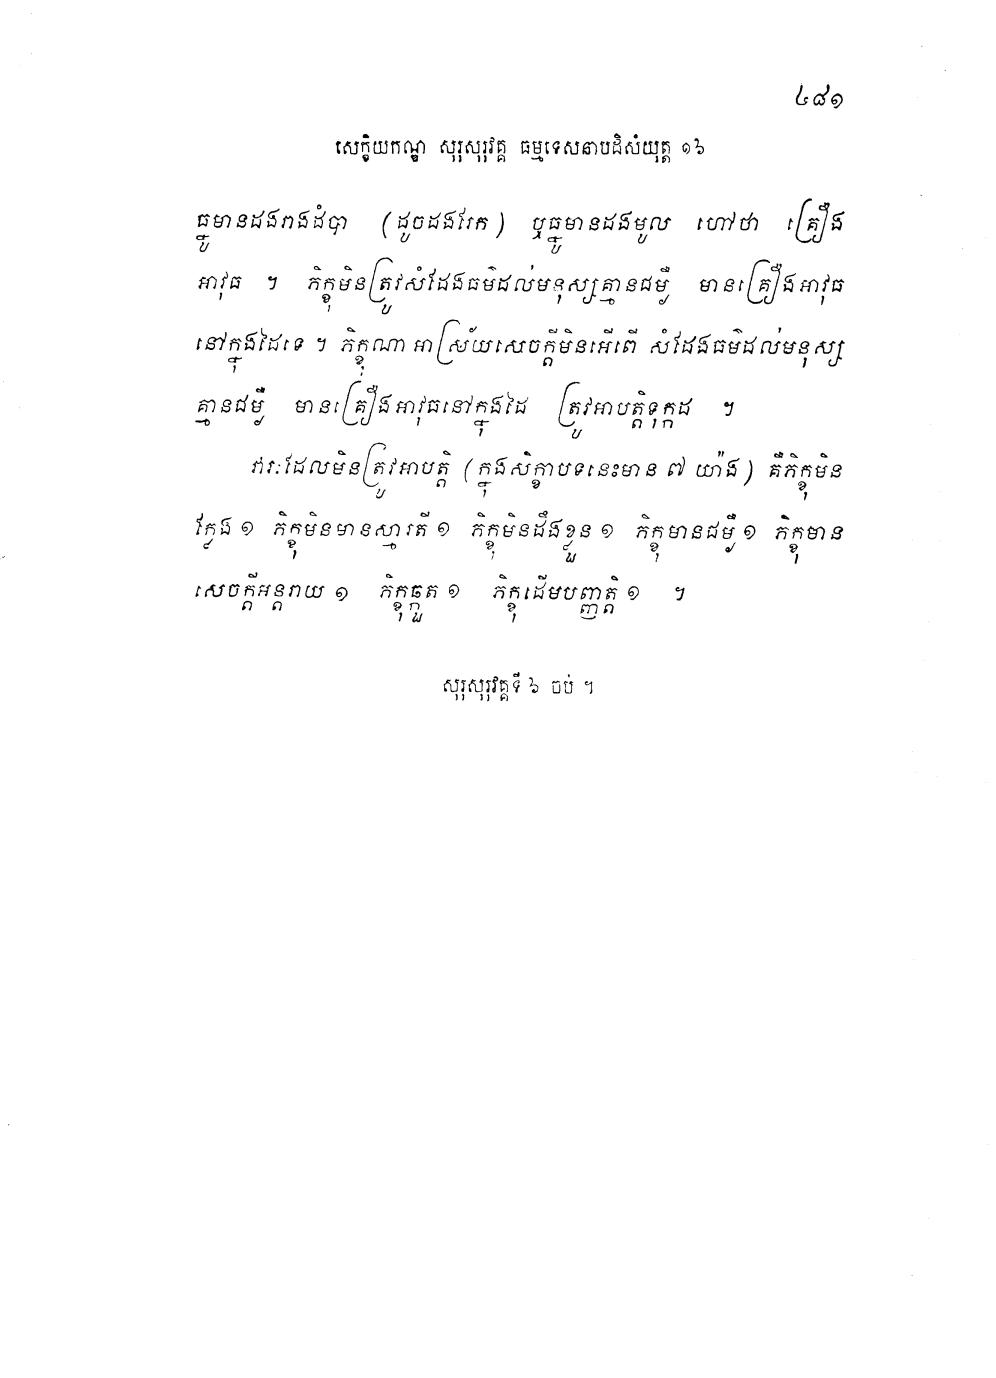 ៤៨១
សេក្ខិយកណ្ឌ សុរុសុរុវគ្គ ធម្មទេសនាបដិសំយុត្ត ១៦
ធ្នូមានដងរាងដំបា (ដូចដងរែក) ឬធ្នូមានដងមូល ហៅថា គ្រឿង
អាវុធ ។ ភិក្ខុមិនត្រូវសំដែងធម៌ដល់មនុស្សគ្មានជម្ងឺ មានគ្រឿងអាវុធ
នៅក្នុងដៃទេ ។ ភិក្ខុណា អាស្រ័យសេចក្តីមិនអើពើ សំដែងធម៌ដល់មនុស្ស
គ្មានជម្ងឺ មានគ្រឿងអាវុធនៅក្នុងដៃ ត្រូវអាបត្តិទុក្កដ ។
វារៈដែលមិនត្រូវអាបត្តិ (ក្នុងសិក្ខាបទនេះមាន ៧ យ៉ាង) គឺភិក្ខុមិន
ក្លែង ១ ភិក្ខុមិនមានស្មារតី ១ ភិក្ខុមិនដឹងខ្លួន ១ ភិក្ខុមានជម្ងឺ ១ ភិក្ខុមាន
សេចក្តីអន្តរាយ ១ ភិក្ខុឆ្កួត ១ ភិក្ខុដើមបញ្ញត្តិ ១ ។
សុរុសុរុវគ្គទី ៦ ចប់ ។